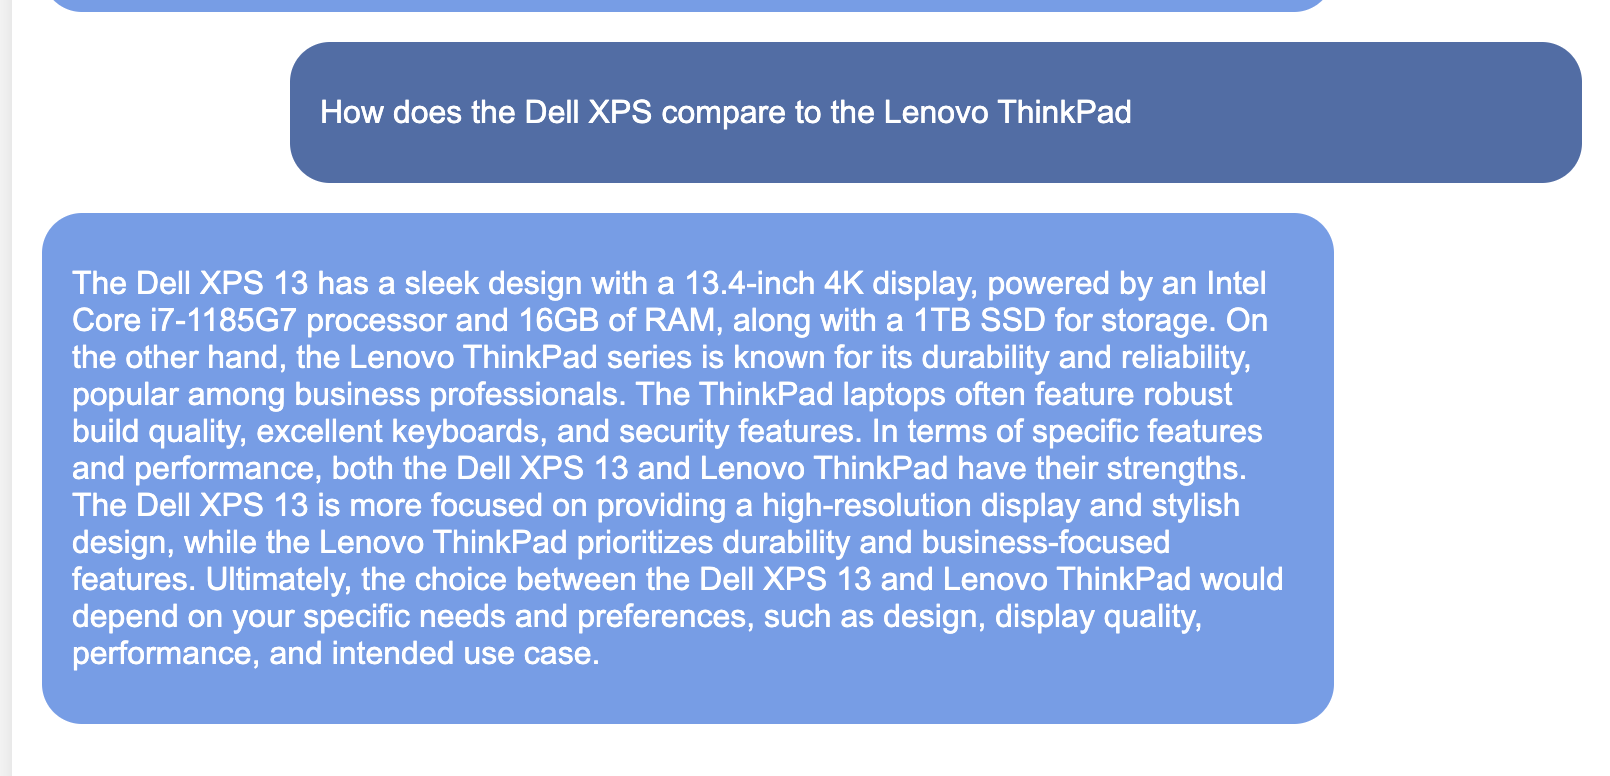 How does the Dell XPS compare to the Lenovo ThinkPad
The Dell XPS 13 has a sleek design with a 13.4-inch 4K display, powered by an Intel
Core i7-1185G7 processor and 16GB of RAM, along with a 1TB SSD for storage. On
the other hand, the Lenovo ThinkPad series is known for its durability and reliability,
popular among business professionals. The ThinkPad laptops often feature robust
build quality, excellent keyboards, and security features. In terms of specific features
and performance, both the Dell XPS 13 and Lenovo ThinkPad have their strengths.
The Dell XPS 13 is more focused on providing a high-resolution display and stylish
design, while the Lenovo ThinkPad prioritizes durability and business-focused
features. Ultimately, the choice between the Dell XPS 13 and Lenovo ThinkPad would
depend on your specific needs and preferences, such as design, display quality,
performance, and intended use case.